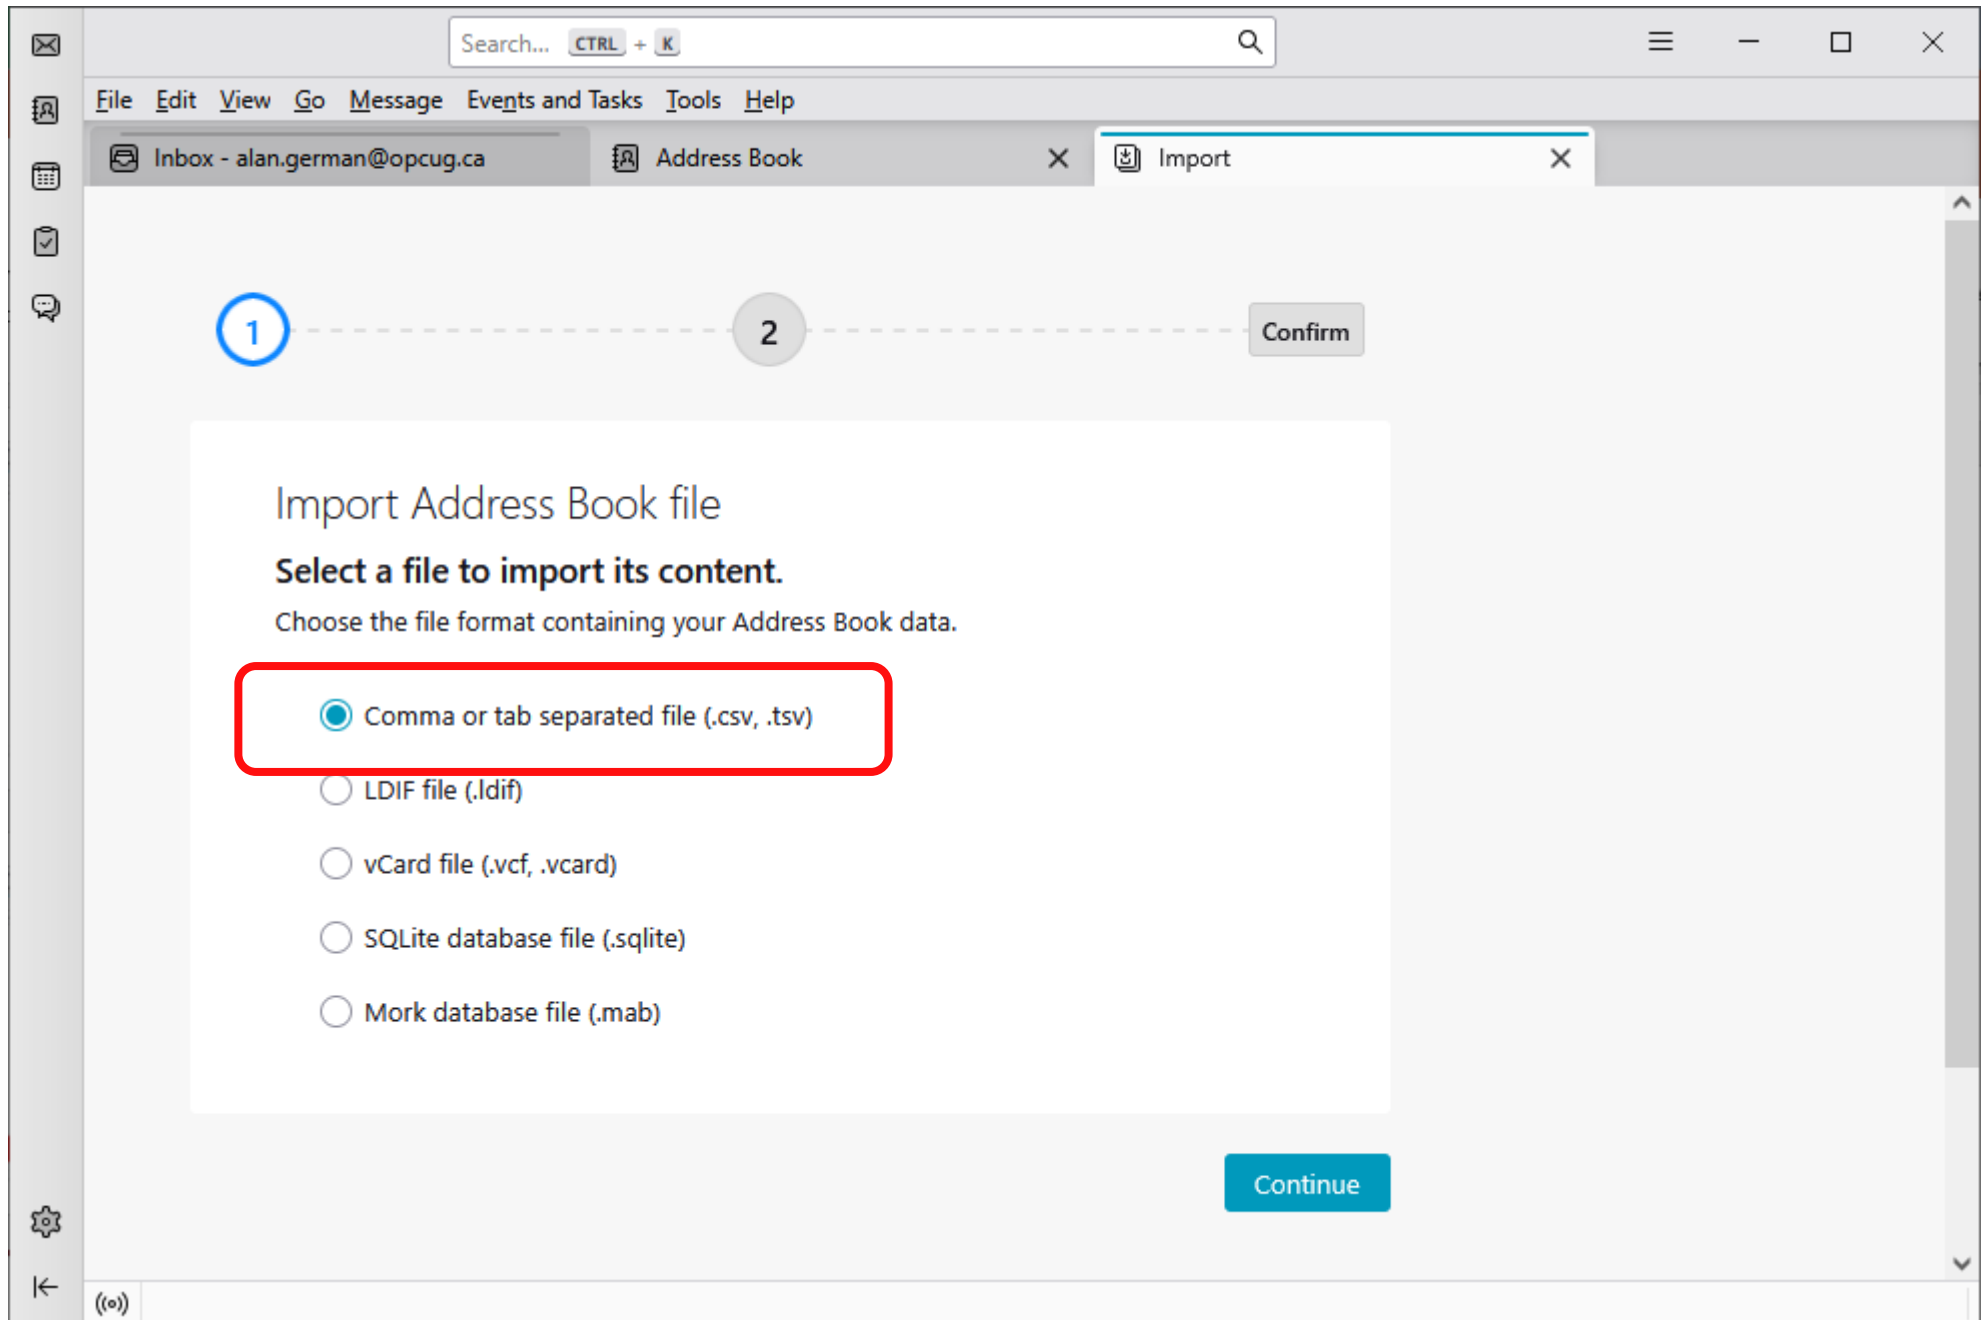 Search... CTRL + K
File Edit View Go Message Events and Tasks Tools Help
Inbox - alan.german@opcug.ca Address Book Import
1 2 Confirm
Import Address Book file
Select a file to import its content.
Choose the file format containing your Address Book data.
Comma or tab separated file (.csv, .tsv)
LDIF file (.ldif)
vCard file (.vcf, .vcard)
SQLite database file (.sqlite)
Mork database file (.mab)
Continue